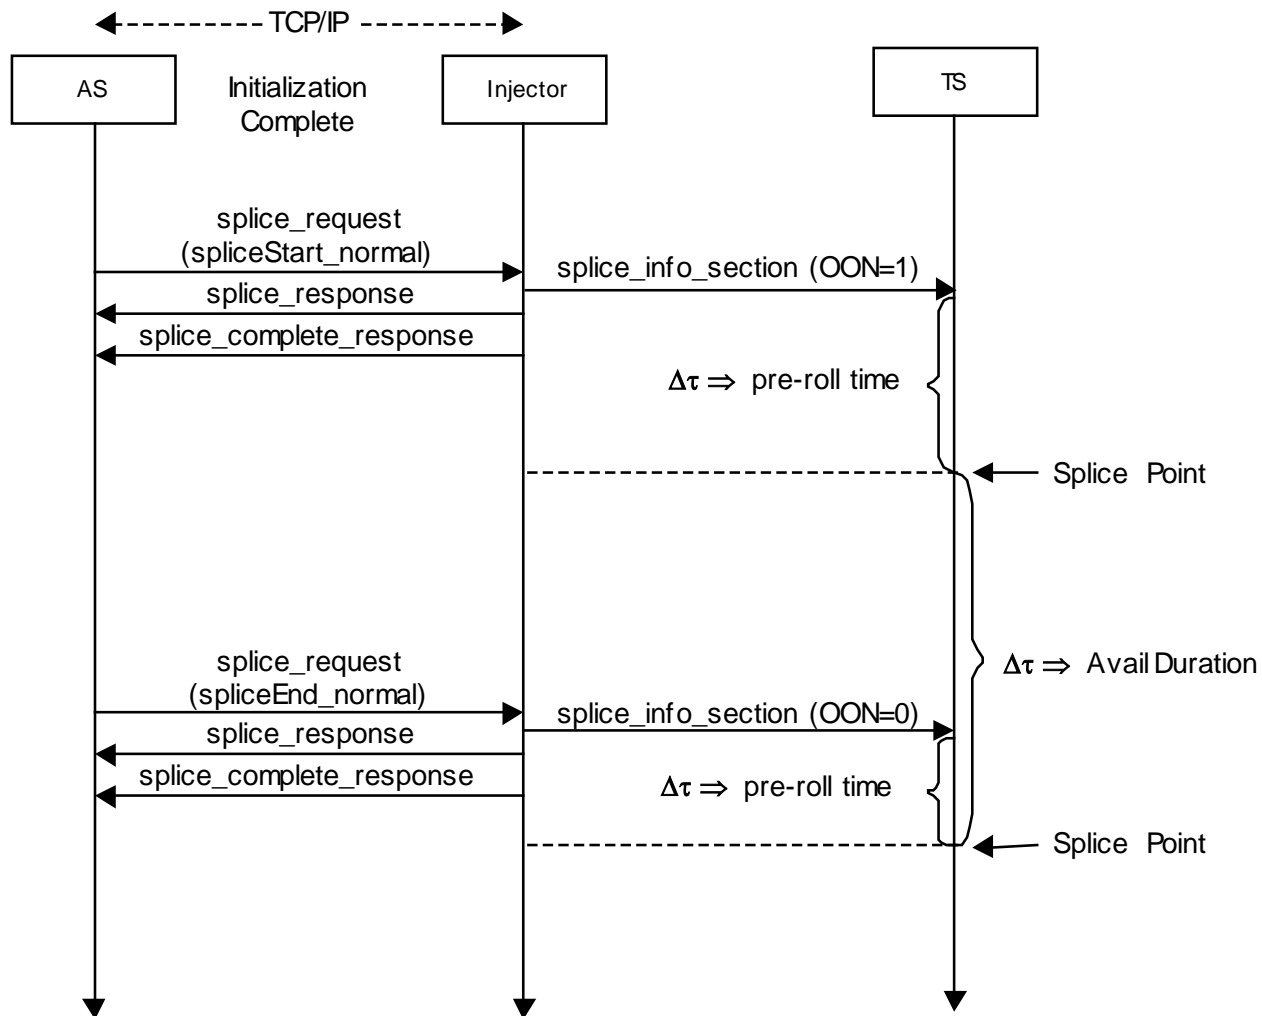 TCP/IP
AS
Initialization
Complete
Injector
TS
splice_request
(spliceStart_normal)
splice_info_section (OON=1)
splice_response
splice_complete_response
Δτ ⇒ pre-roll time
Splice Point
splice_request
(spliceEnd_normal)
Δτ ⇒ Avail Duration
splice_info_section (OON=0)
splice_response
splice_complete_response
Δτ ⇒ pre-roll time
Splice Point